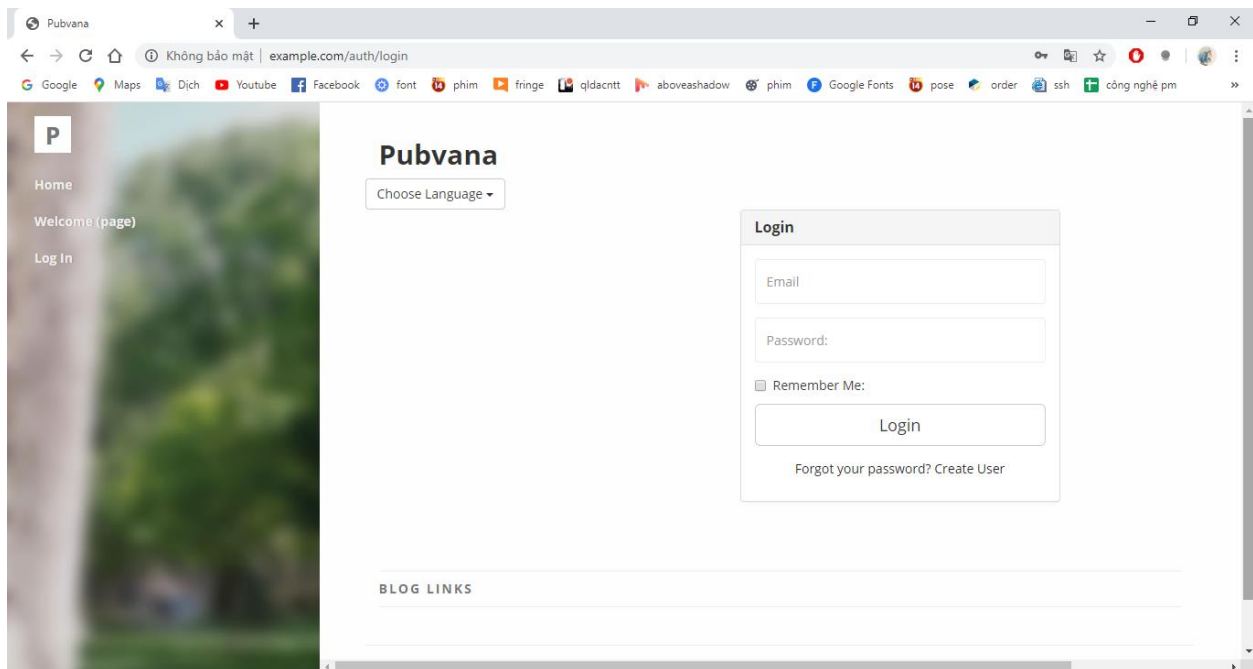 Pubvana
Không bảo mật | example.com/auth/login
Google Maps Dịch Youtube Facebook font phim fringe qldacntt aboveashadow phim Google Fonts pose order ssh công nghệ pm »
P
Home
Welcome (page)
Log In
Pubvana
Choose Language
Login
Email
Password:
Remember Me:
Login
Forgot your password? Create User
BLOG LINKS